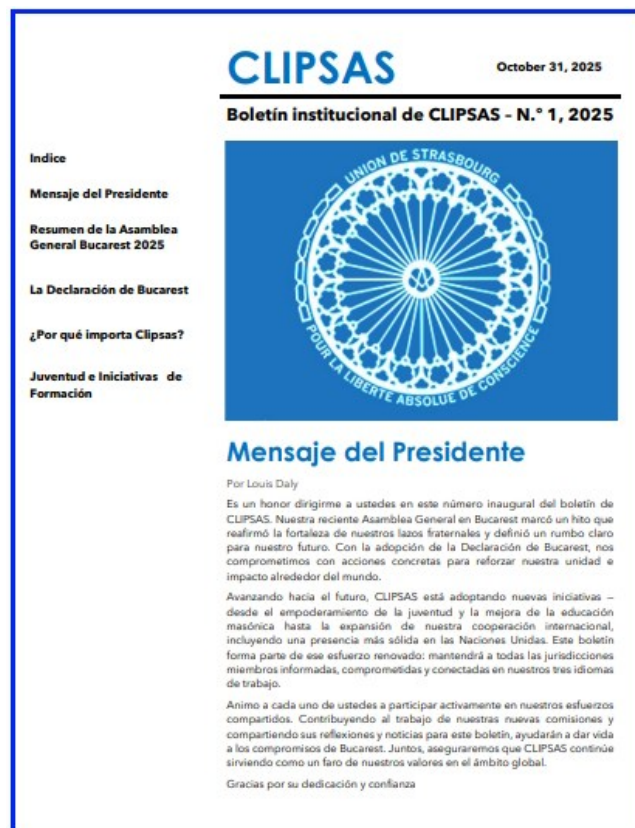 CLIPSAS
October 31, 2025
Boletín institucional de CLIPSAS – N.° 1, 2025
Indice
Mensaje del Presidente
Resumen de la Asamblea
General Bucarest 2025
La Declaración de Bucarest
¿Por qué importa Clipsas?
Juventud e Iniciativas de
Formación
UNION DE STRASBOURG
POUR LA LIBERTE ABSOLUE DE CONSCIENCE
Mensaje del Presidente
Por Louis Daly
Es un honor dirigirme a ustedes en este número inaugural del boletín de
CLIPSAS. Nuestra reciente Asamblea General en Bucarest marcó un hito que
reafirmó la fortaleza de nuestros lazos fraternales y definió un rumbo claro
para nuestro futuro. Con la adopción de la Declaración de Bucarest, nos
comprometimos con acciones concretas para reforzar nuestra unidad e
impacto alrededor del mundo.
Avanzando hacia el futuro, CLIPSAS está adoptando nuevas iniciativas –
desde el empoderamiento de la juventud y la mejora de la educación
masónica hasta la expansión de nuestra cooperación internacional,
incluyendo una presencia más sólida en las Naciones Unidas. Este boletín
forma parte de ese esfuerzo renovado: mantendrá a todas las jurisdicciones
miembros informadas, comprometidas y conectadas en nuestros tres idiomas
de trabajo.
Animo a cada uno de ustedes a participar activamente en nuestros esfuerzos
compartidos. Contribuyendo al trabajo de nuestras nuevas comisiones y
compartiendo sus reflexiones y noticias para este boletín, ayudarán a dar vida
a los compromisos de Bucarest. Juntos, aseguraremos que CLIPSAS continúe
sirviendo como un faro de nuestros valores en el ámbito global.
Gracias por su dedicación y confianza